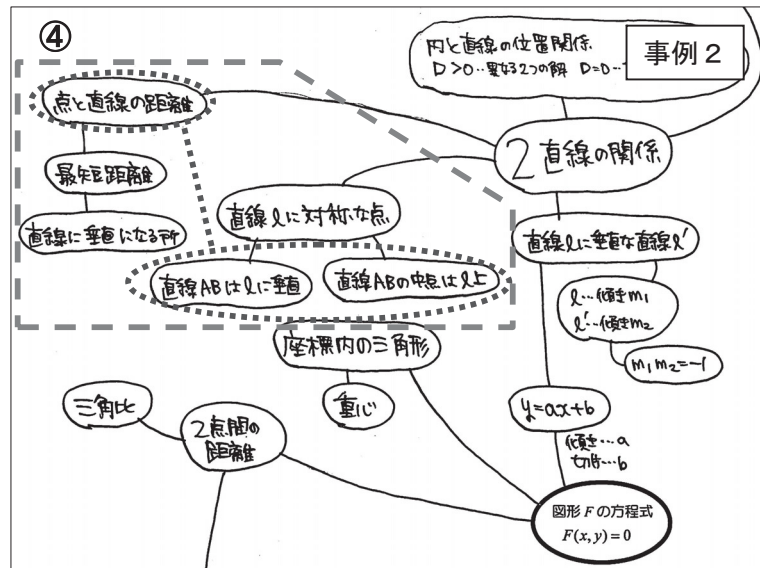 ④
円と直線の位置関係
D>0…異なる2つの解 D=0…
事例2
点と直線の距離
2直線の関係
最短距離
直線lに対称な点
直線に垂直になる所
直線lに垂直な直線l'
直線ABはlに垂直
直線ABの中点はl上
l…傾きm₁
l'…傾きm₂
座標内の三角形
m₁m₂=-1
三角比
重心
y=ax+b
2点間の
距離
傾き…a
切片…b
図形 F の方程式
F(x,y)=0